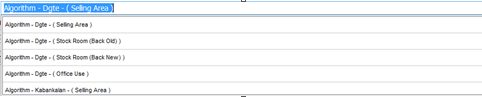 Algorithm - Dgte - ( Selling Area )
Algorithm - Dgte - ( Selling Area )
Algorithm - Dgte - ( Stock Room (Back Old) )
Algorithm - Dgte - ( Stock Room (Back New) )
Algorithm - Dgte - ( Office Use )
Algorithm - Kabankalan - ( Selling Area )